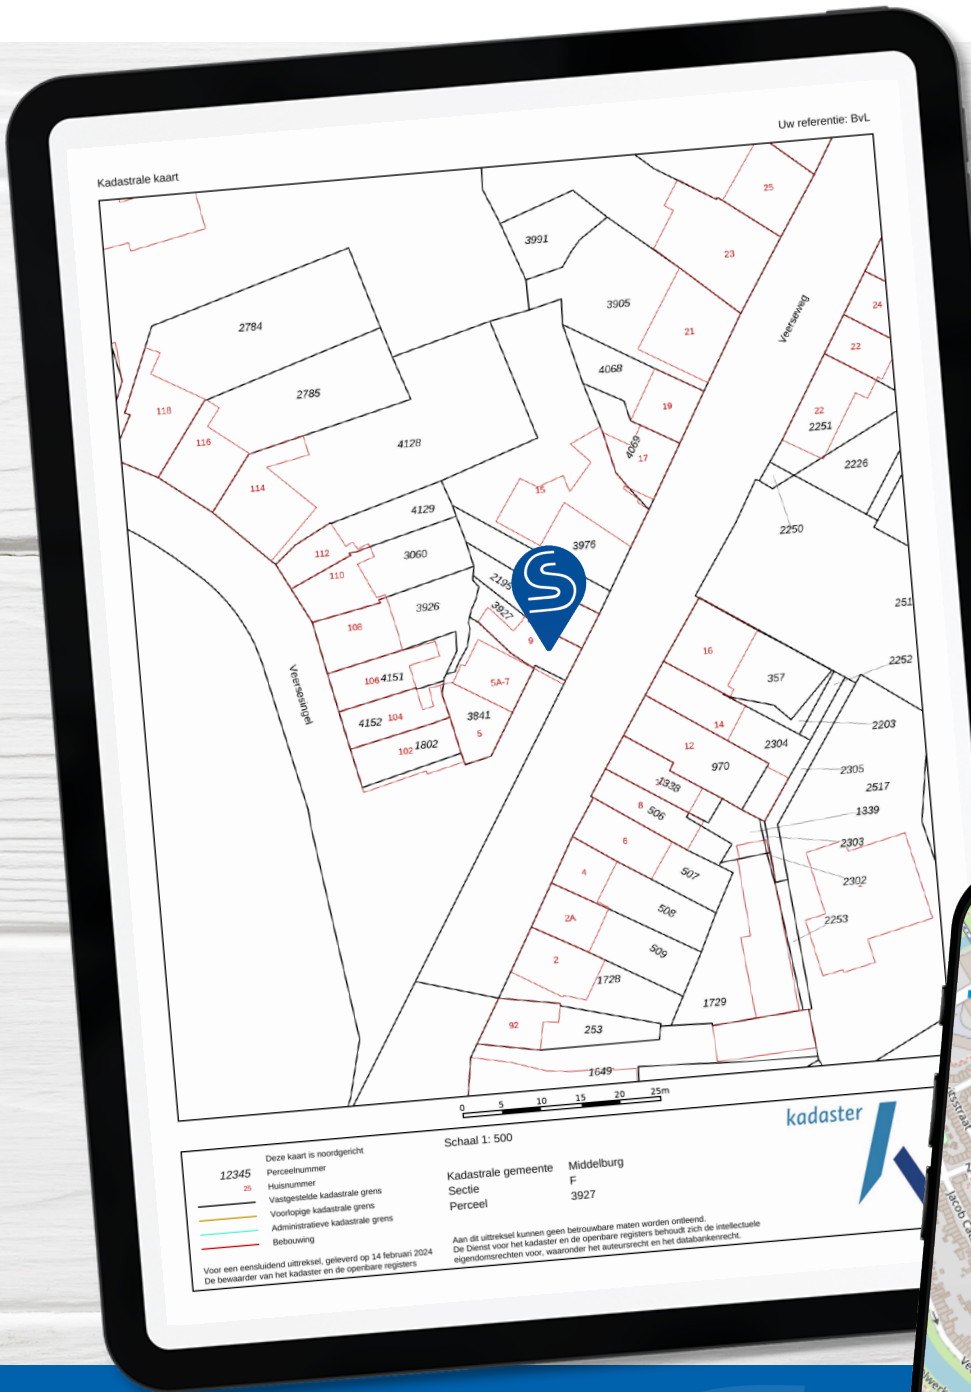 Uw referentie: BvL
Kadastrale kaart
25
3991
23
Veerseweg
24
3905
21
2784
22
4068
2785
19
22
2251
118
116
4128
4069
17
2226
114
15
4129
2250
112
3976
3060
110
2195
251
3926
3927
108
9
16
2252
106 4151
5A-7
357
Veersesingel
4152 104
3841
14
2203
102 1802
5
12
2304
970
2305
1338
2517
8 506
1339
6
2303
4
507
2302
508
2A
2253
509
2
1728
1729
92
253
1649
0 5 10 15 20 25m
kadaster
Schaal 1: 500
Deze kaart is noordgericht
12345 Perceelnummer
25 Huisnummer
Vastgestelde kadastrale grens
Voorlopige kadastrale grens
Administratieve kadastrale grens
Bebouwing
Kadastrale gemeente Middelburg
Sectie F
Perceel 3927
Voor een eensluidend uittreksel, geleverd op 14 februari 2024
De bewaarder van het kadaster en de openbare registers
Aan dit uittreksel kunnen geen betrouwbare maten worden ontleend.
De Dienst voor het kadaster en de openbare registers behoudt zich de intellectuele
eigendomsrechten voor, waaronder het auteursrecht en het databankenrecht.